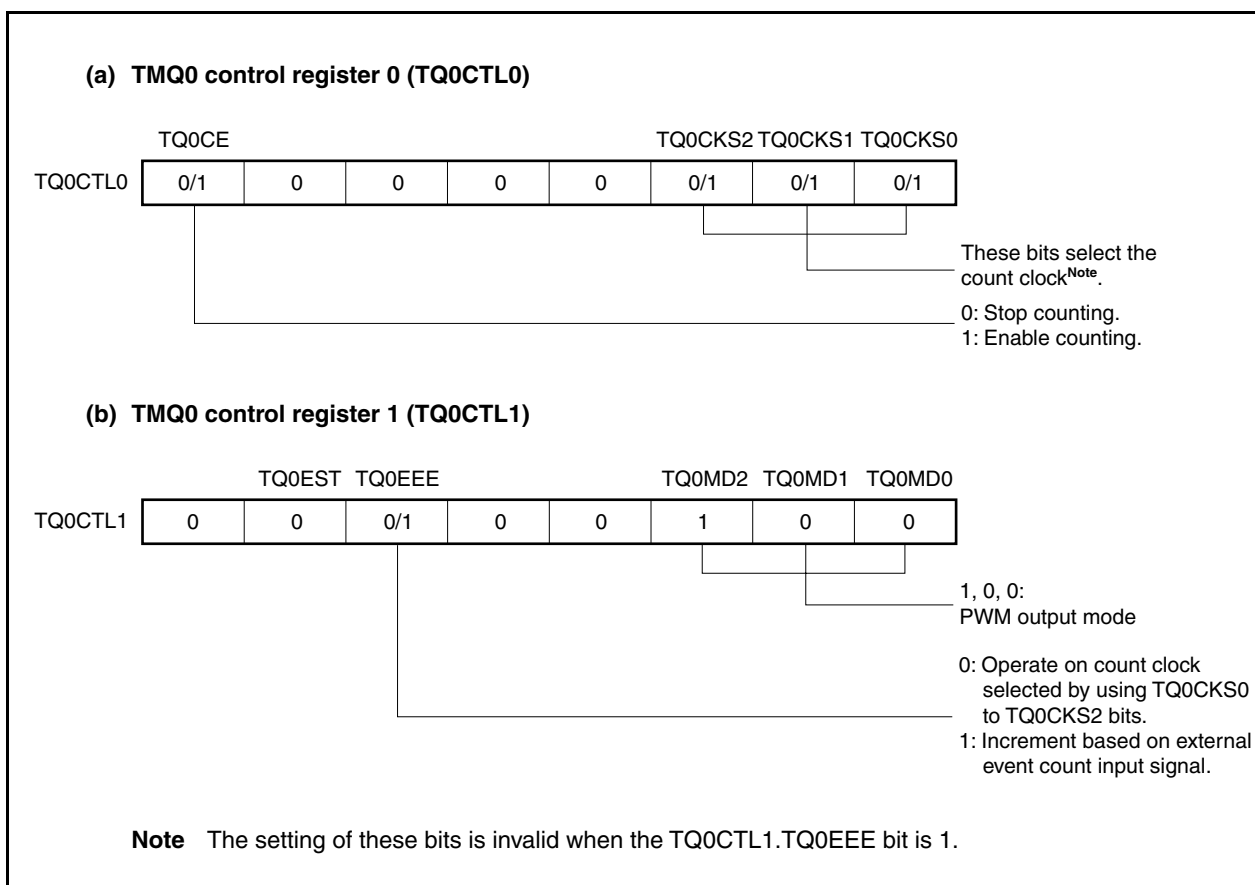 (a) TMQ0 control register 0 (TQ0CTL0)
TQ0CE TQ0CKS2 TQ0CKS1 TQ0CKS0
TQ0CTL0 0/1 0 0 0 0 0/1 0/1 0/1
These bits select the
count clockNote.
0: Stop counting.
1: Enable counting.
(b) TMQ0 control register 1 (TQ0CTL1)
TQ0EST TQ0EEE TQ0MD2 TQ0MD1 TQ0MD0
TQ0CTL1 0 0 0/1 0 0 1 0 0
1, 0, 0:
PWM output mode
0: Operate on count clock
selected by using TQ0CKS0
to TQ0CKS2 bits.
1: Increment based on external
event count input signal.
Note The setting of these bits is invalid when the TQ0CTL1.TQ0EEE bit is 1.